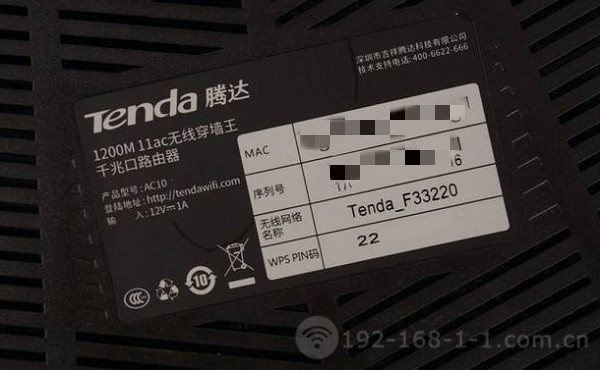 深圳市吉祥腾达科技有限公司
技术支持电话: 400-6622-666
Tenda 腾达
1200M 11ac无线穿墙王
千兆口路由器
产品型号: AC10
登陆地址: http://tendawifi.com
输 入: 12V⎓1A
MAC
序列号
无线网络名称
Tenda_F33220
WPS PIN码
22
10
192-168-1-1.com.cn